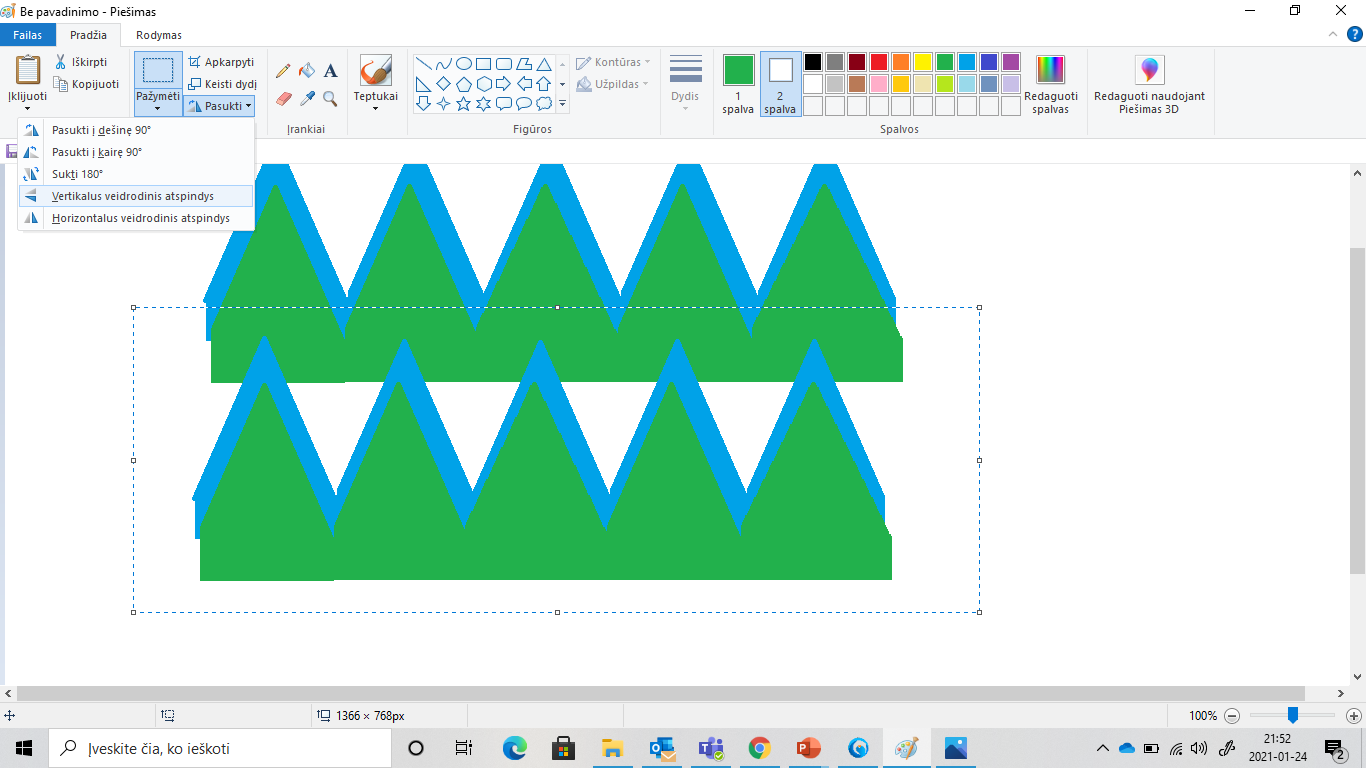 Be pavadinimo - Piešimas
Failas
Pradžia
Rodymas
Įklijuoti
Iškirpti
Kopijuoti
Pažymėti
Apkarpyti
Keisti dydį
Pasukti
A
Įrankiai
Teptukai
Kontūras
Užpildas
Figūros
Dydis
1
spalva
2
spalva
Redaguoti
spalvas
Spalvos
Redaguoti naudojant
Piešimas 3D
Pasukti į dešinę 90°
Pasukti į kairę 90°
Sukti 180°
Vertikalus veidrodinis atspindys
Horizontalus veidrodinis atspindys
1366 × 768px
100%
Įveskite čia, ko ieškoti
21:52
2021-01-24
2